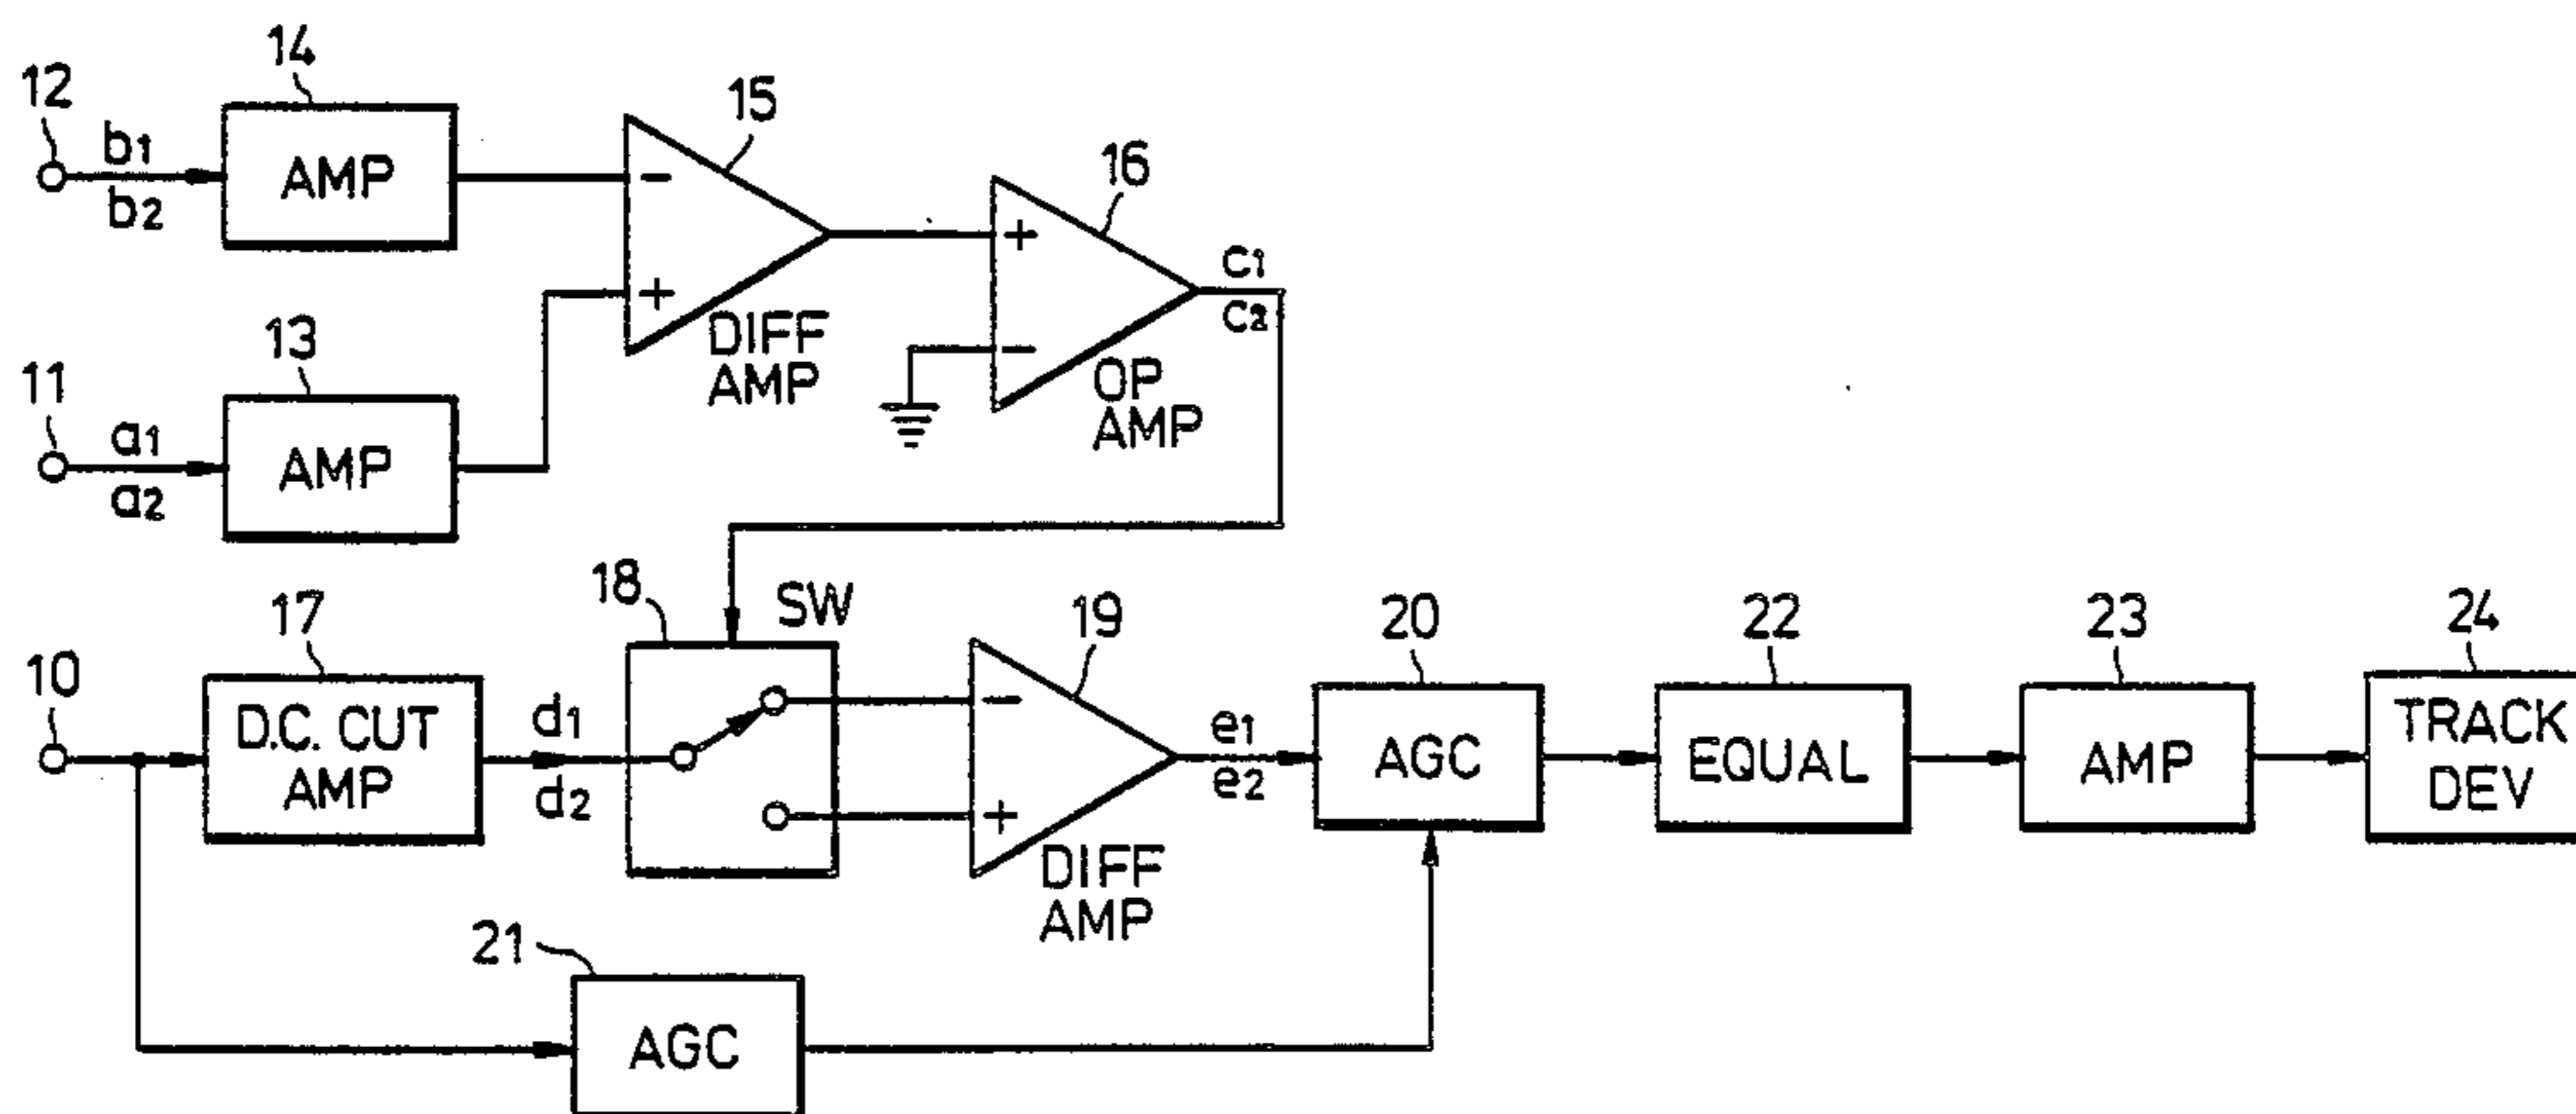 14
12
15
b1
b2
AMP
-
16
+
c1
c2
+
DIFF
AMP
-
OP
AMP
13
11
a1
a2
AMP
18
SW
17
19
20
22
23
24
10
D.C. CUT
AMP
d1
d2
-
+
DIFF
AMP
e1
e2
AGC
EQUAL
AMP
TRACK
DEV
21
AGC